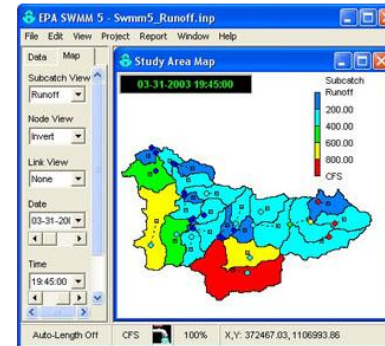 EPA SWMM 5 - Swmm5_Runoff.inp
File Edit View Project Report Window Help
Data Map
Subcatch View
Runoff
Node View
Invert
Link View
None
Date
03-31-200
Time
19:45:00
Study Area Map
03-31-2003 19:45:00
Subcatch
Runoff
200.00
400.00
600.00
800.00
CFS
Auto-Length Off CFS 100% X,Y: 372467.03, 1106993.86